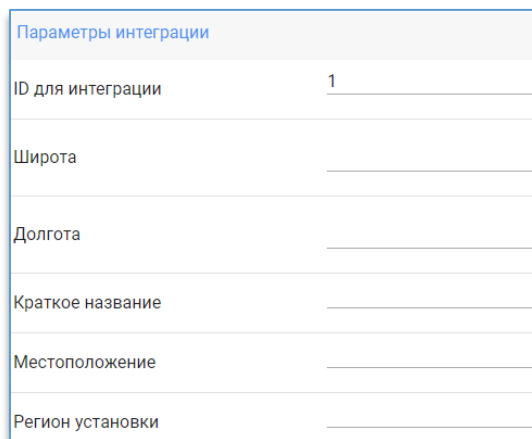 Параметры интеграции
ID для интеграции 1
Широта
Долгота
Краткое название
Местоположение
Регион установки